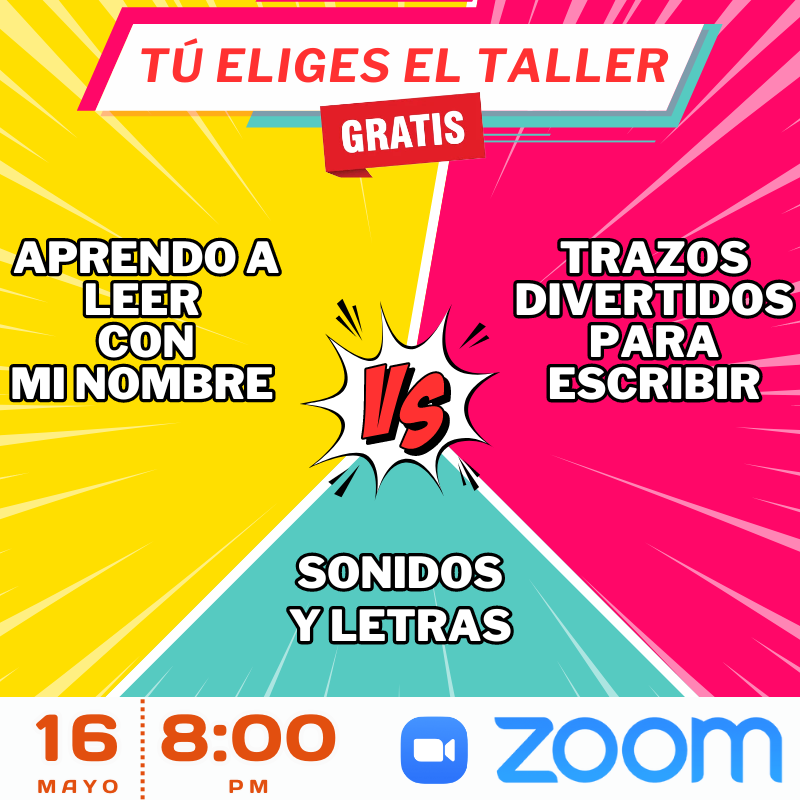 TÚ ELIGES EL TALLER
GRATIS
APRENDO A
LEER
CON
MI NOMBRE
TRAZOS
DIVERTIDOS
PARA
ESCRIBIR
VS
SONIDOS
Y LETRAS
16
MAYO
8:00
PM
zoom